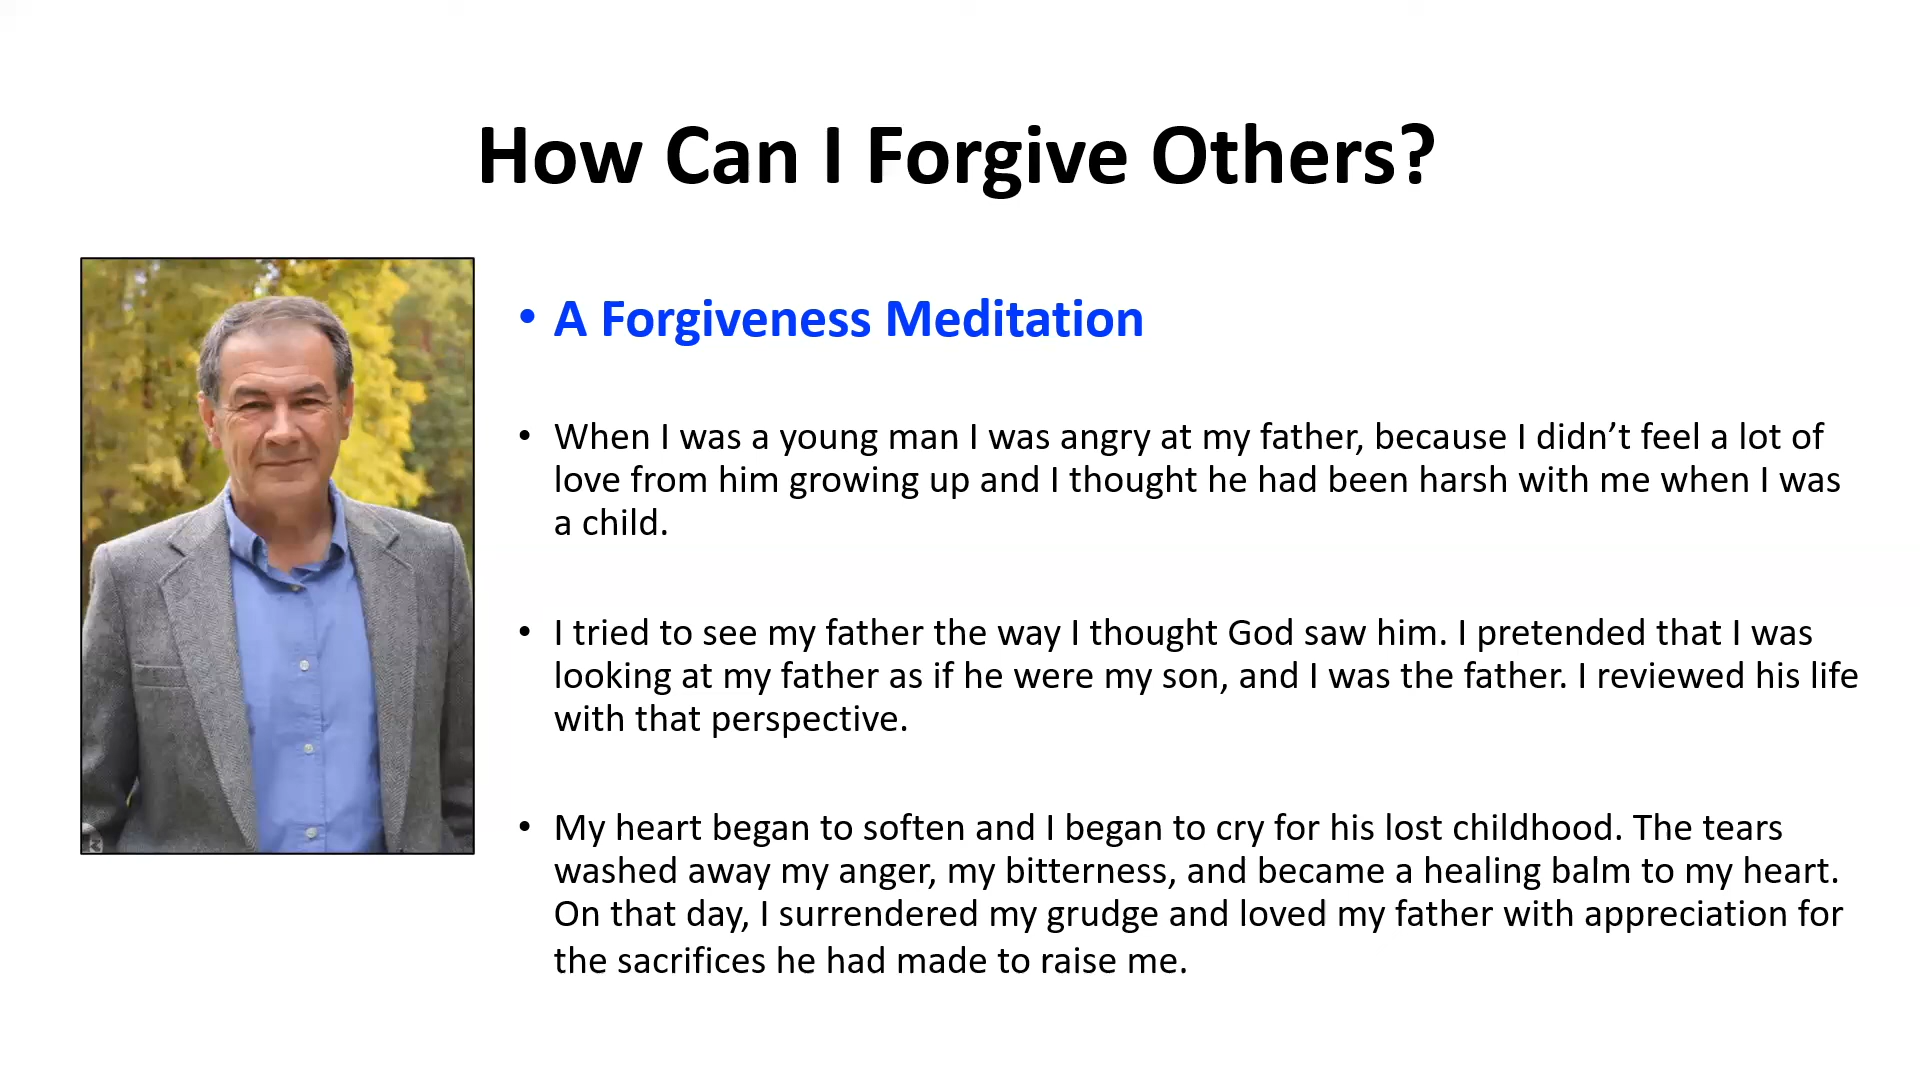 How Can I Forgive Others?
• A Forgiveness Meditation
• When I was a young man I was angry at my father, because I didn’t feel a lot of
love from him growing up and I thought he had been harsh with me when I was
a child.
• I tried to see my father the way I thought God saw him. I pretended that I was
looking at my father as if he were my son, and I was the father. I reviewed his life
with that perspective.
• My heart began to soften and I began to cry for his lost childhood. The tears
washed away my anger, my bitterness, and became a healing balm to my heart.
On that day, I surrendered my grudge and loved my father with appreciation for
the sacrifices he had made to raise me.